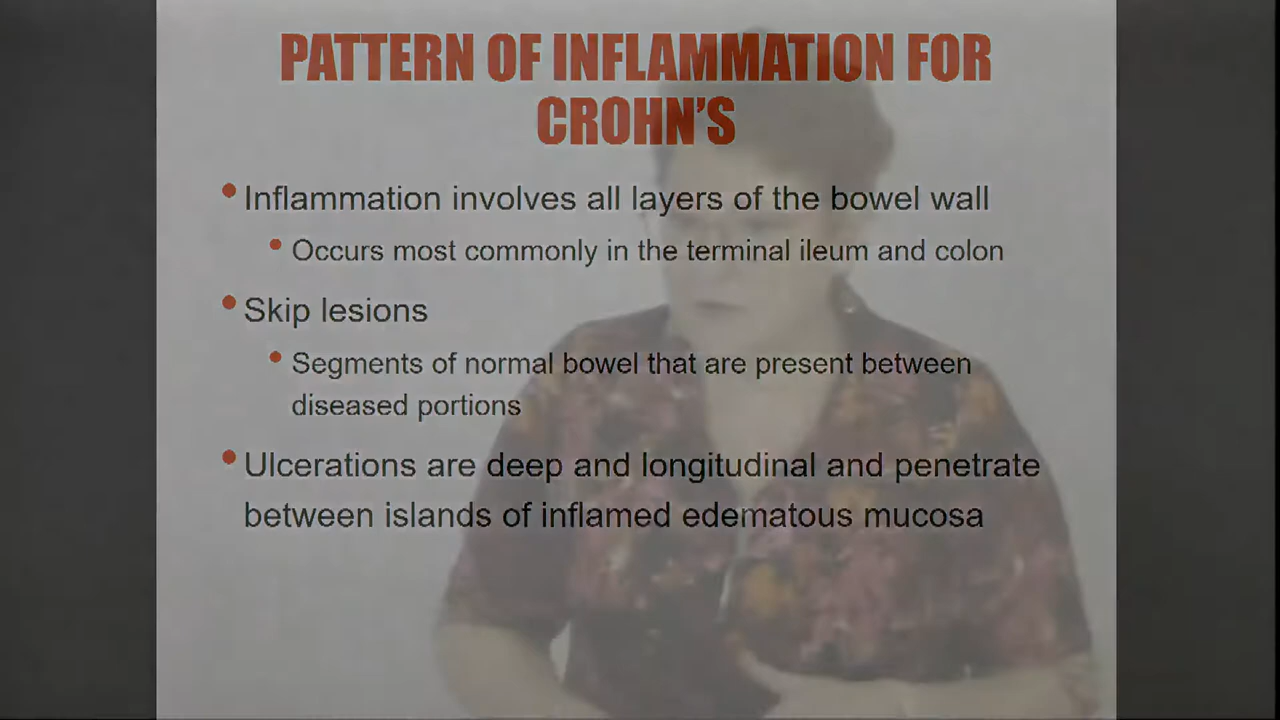 PATTERN OF INFLAMMATION FOR
CROHN'S
• Inflammation involves all layers of the bowel wall
• Occurs most commonly in the terminal ileum and colon
• Skip lesions
• Segments of normal bowel that are present between
diseased portions
• Ulcerations are deep and longitudinal and penetrate
between islands of inflamed edematous mucosa